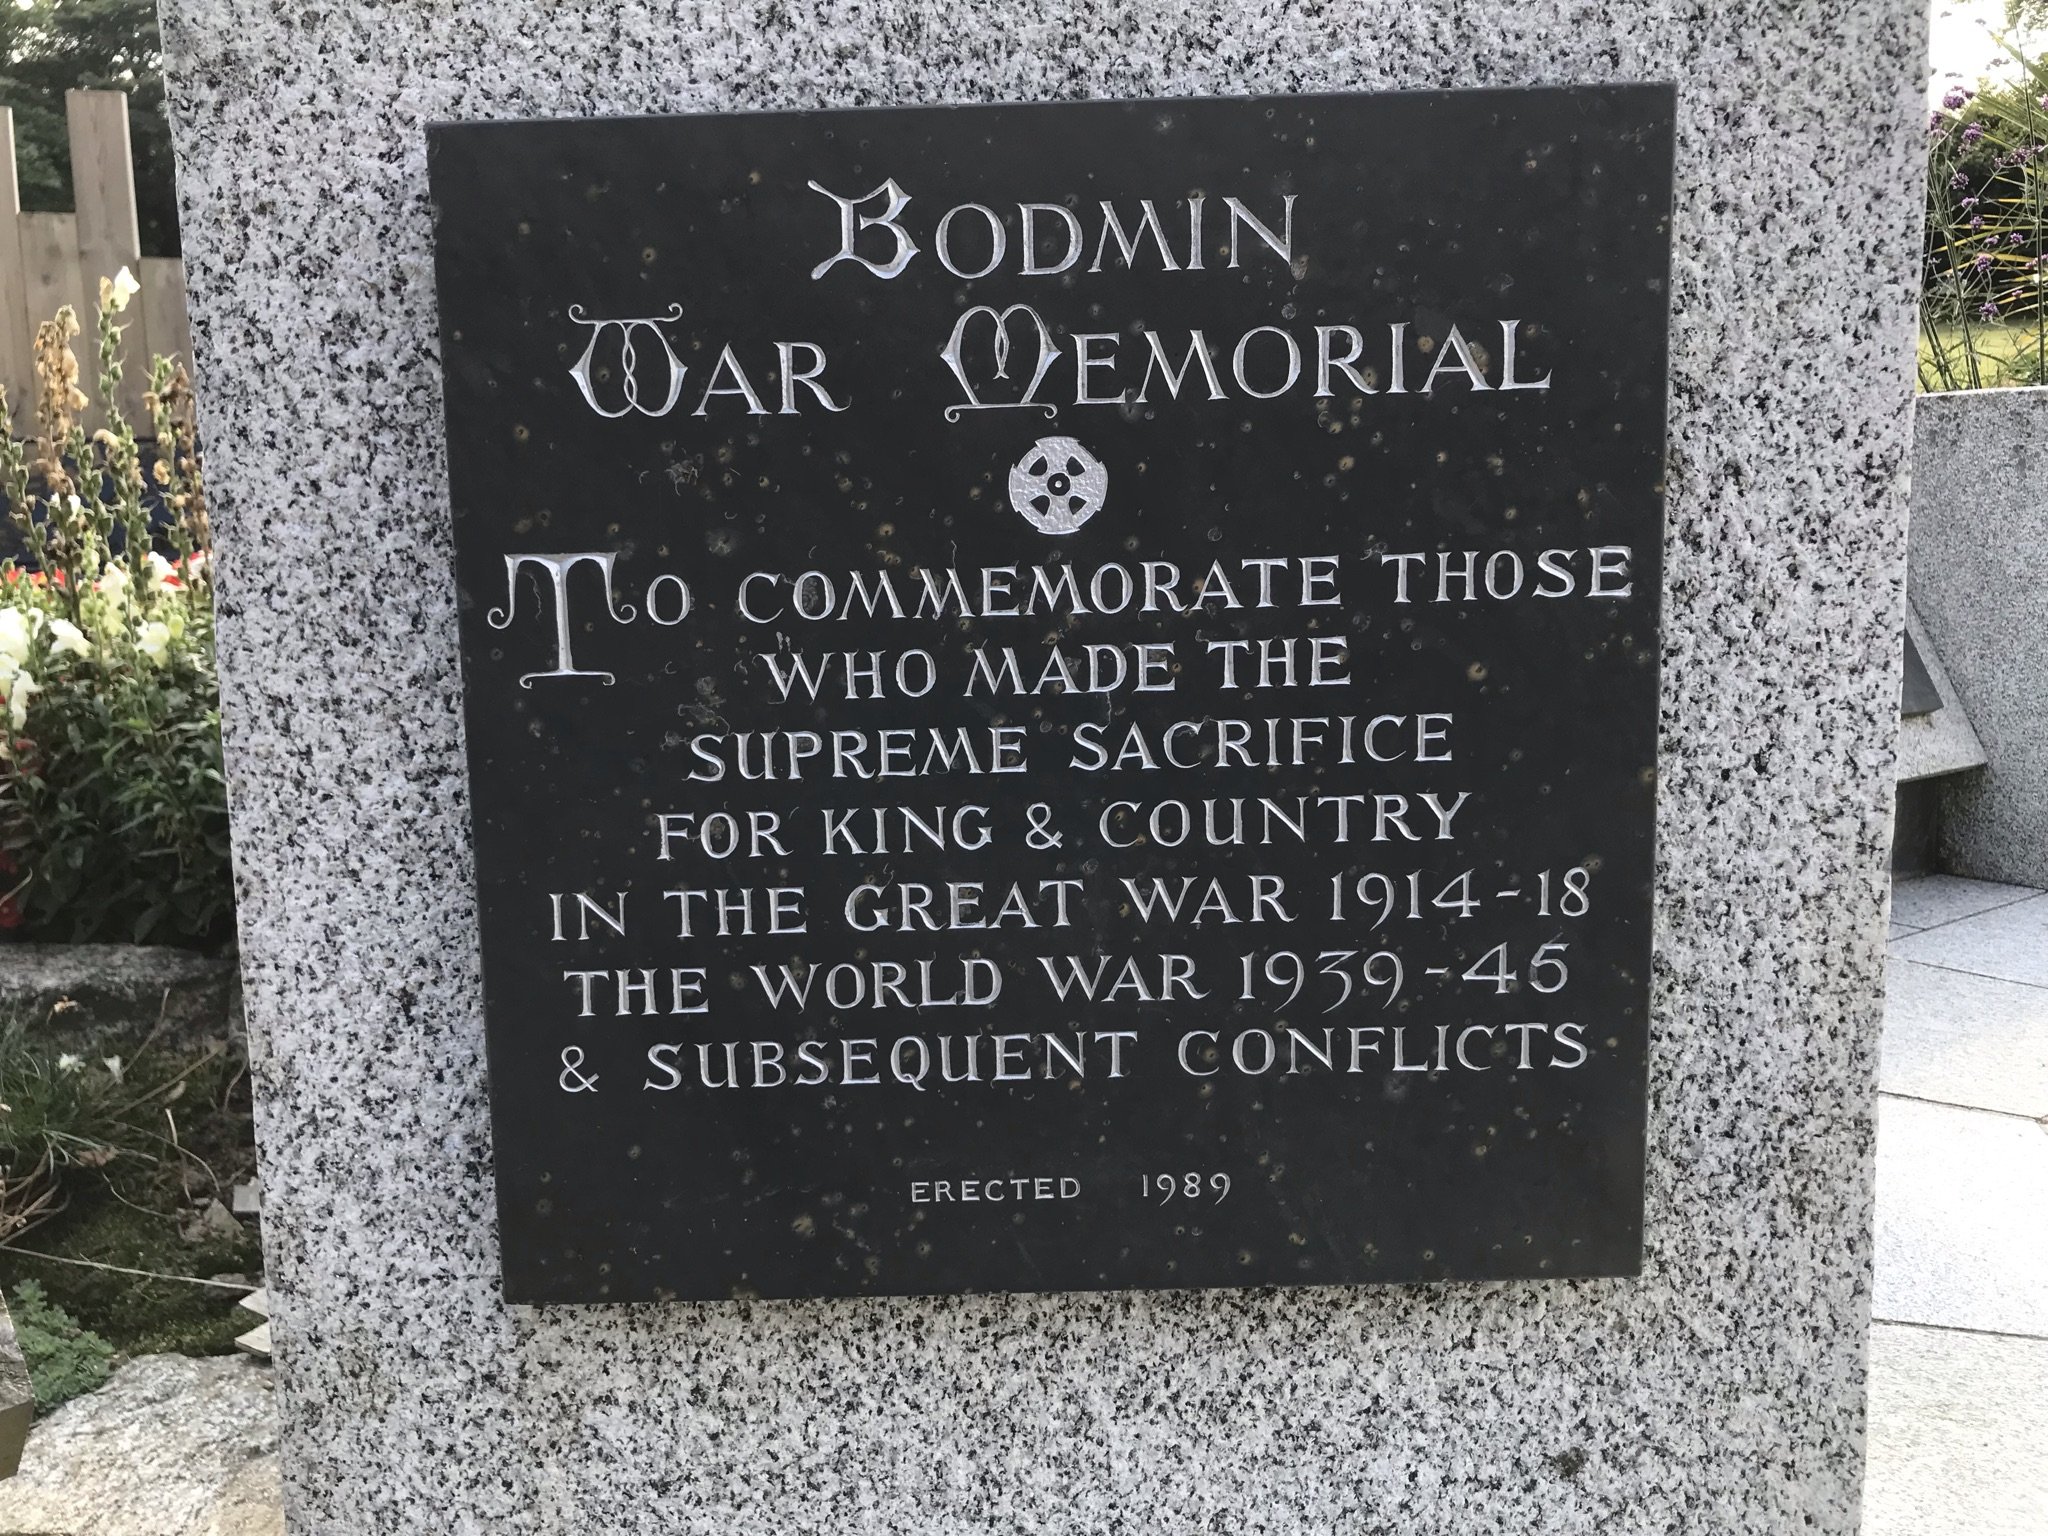 BODMIN
WAR MEMORIAL
TO COMMEMORATE THOSE
WHO MADE THE
SUPREME SACRIFICE
FOR KING & COUNTRY
IN THE GREAT WAR 1914-18
THE WORLD WAR 1939-45
& SUBSEQUENT CONFLICTS
ERECTED 1989